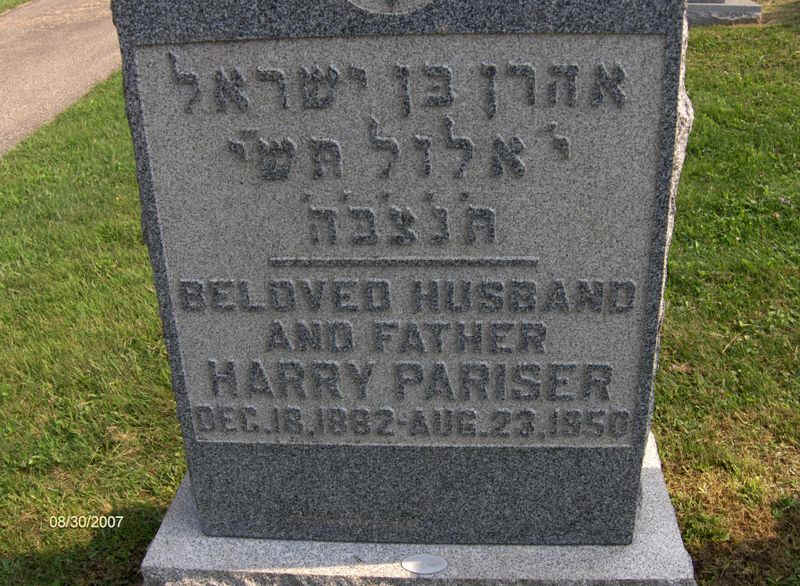 אהרן בן ישראל
י׳ אלול תש״י
ת׳נ׳צ׳ב׳ה׳
BELOVED HUSBAND
AND FATHER
HARRY PARISER
DEC.18,1882-AUG.23,1950
08/30/2007